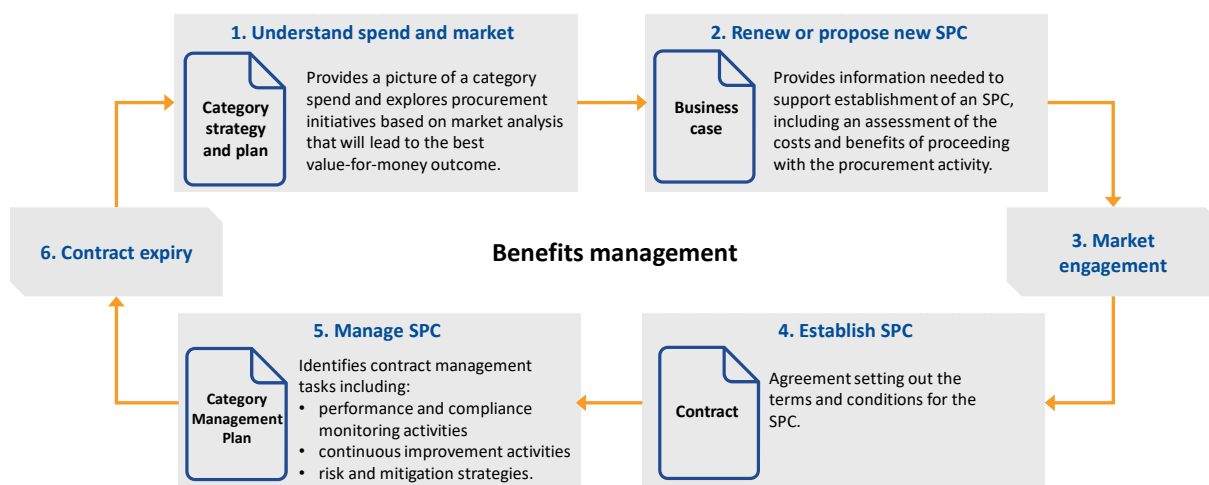 1. Understand spend and market
Category
strategy
and plan
Provides a picture of a category
spend and explores procurement
initiatives based on market analysis
that will lead to the best
value-for-money outcome.
2. Renew or propose new SPC
Business
case
Provides information needed to
support establishment of an SPC,
including an assessment of the
costs and benefits of proceeding
with the procurement activity.
6. Contract expiry
Benefits management
3. Market
engagement
5. Manage SPC
Category
Management
Plan
Identifies contract management
tasks including:
• performance and compliance
monitoring activities
• continuous improvement activities
• risk and mitigation strategies.
4. Establish SPC
Contract
Agreement setting out the
terms and conditions for the
SPC.